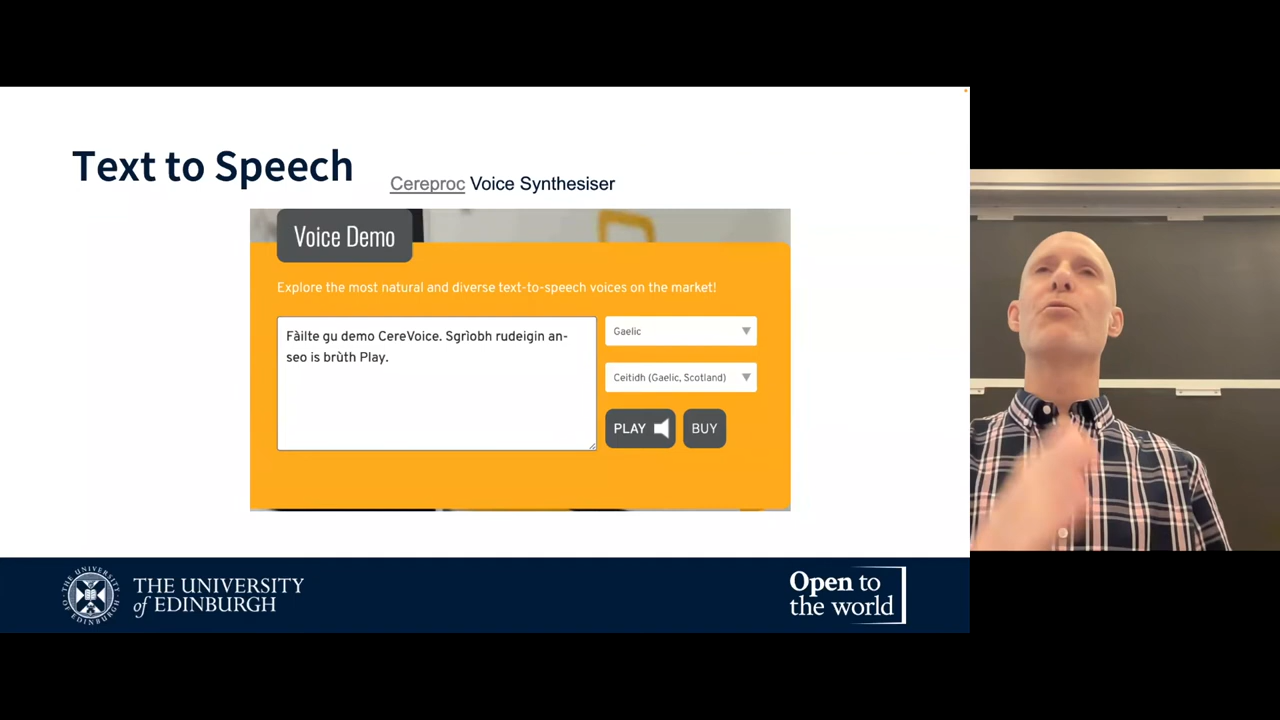 Text to Speech
Cereproc Voice Synthesiser
Voice Demo
Explore the most natural and diverse text-to-speech voices on the market!
Fàilte gu demo CereVoice. Sgrìobh rudeigin an-
seo is brùth Play.
Gaelic
Ceitidh (Gaelic, Scotland)
PLAY
BUY
THE UNIVERSITY
of EDINBURGH
Open to
the world